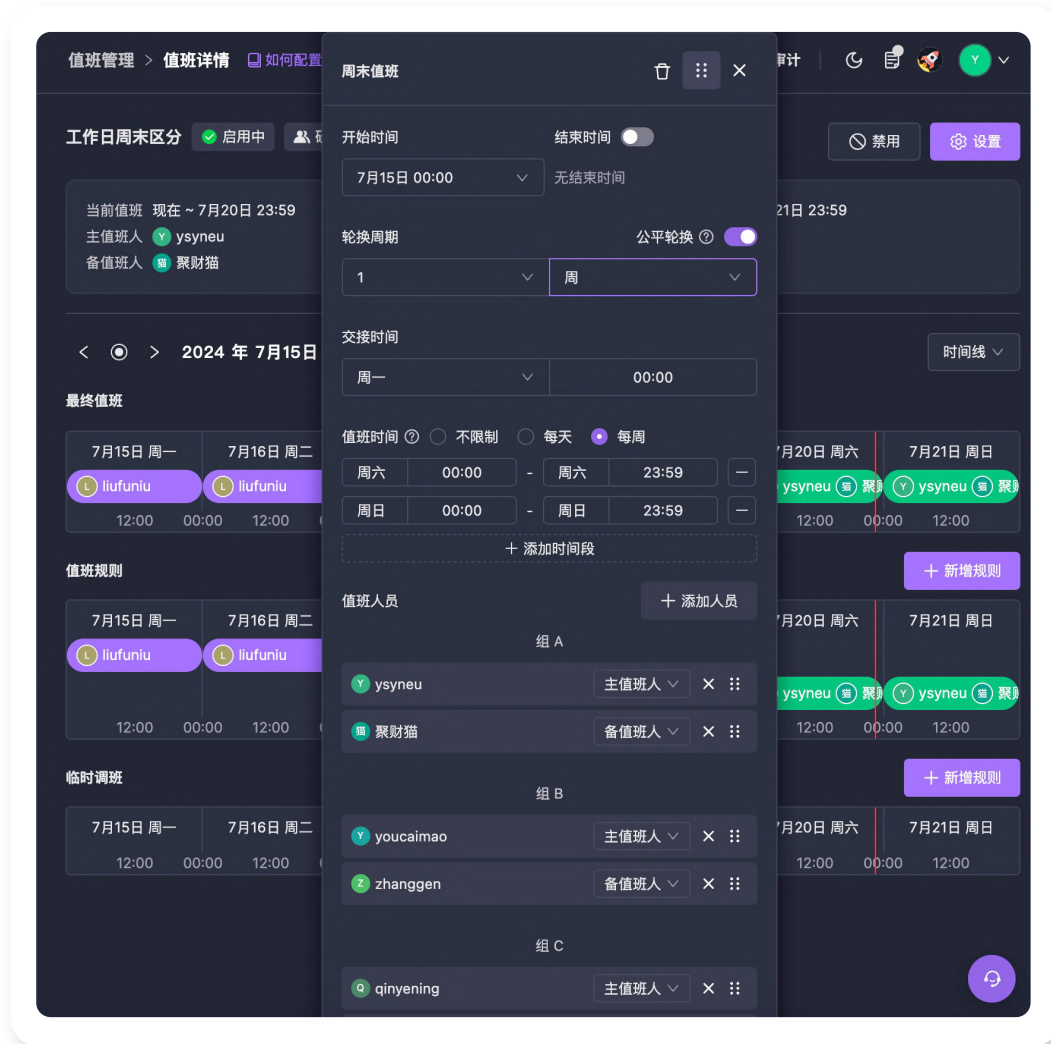 值班管理 > 值班详情 如何配置
工作日周末区分 启用中 禁用 设置
当前值班 现在 ~ 7月20日 23:59
主值班人 Y ysyneu
备值班人 猫 聚财猫
21日 23:59
2024 年 7月15日 时间线
最终值班
7月15日 周一 7月16日 周二 7月20日 周六 7月21日 周日
L liufuniu L liufuniu ysyneu 猫 聚财 Y ysyneu 猫 聚财
12:00 00:00 12:00 12:00 00:00 12:00
值班规则 新增规则
7月15日 周一 7月16日 周二 7月20日 周六 7月21日 周日
L liufuniu L liufuniu
ysyneu 猫 聚财 Y ysyneu 猫 聚财
12:00 00:00 12:00 12:00 00:00 12:00
临时调班 新增规则
7月15日 周一 7月16日 周二 7月20日 周六 7月21日 周日
12:00 00:00 12:00 12:00 00:00 12:00
审计 Y
周末值班
开始时间 结束时间
7月15日 00:00 无结束时间
轮换周期 公平轮换
1 周
交接时间
周一 00:00
值班时间 不限制 每天 每周
周六 00:00 - 周六 23:59
周日 00:00 - 周日 23:59
+ 添加时间段
值班人员 + 添加人员
组 A
Y ysyneu 主值班人
猫 聚财猫 备值班人
组 B
Y youcaimao 主值班人
Z zhanggen 备值班人
组 C
Q qinyening 主值班人